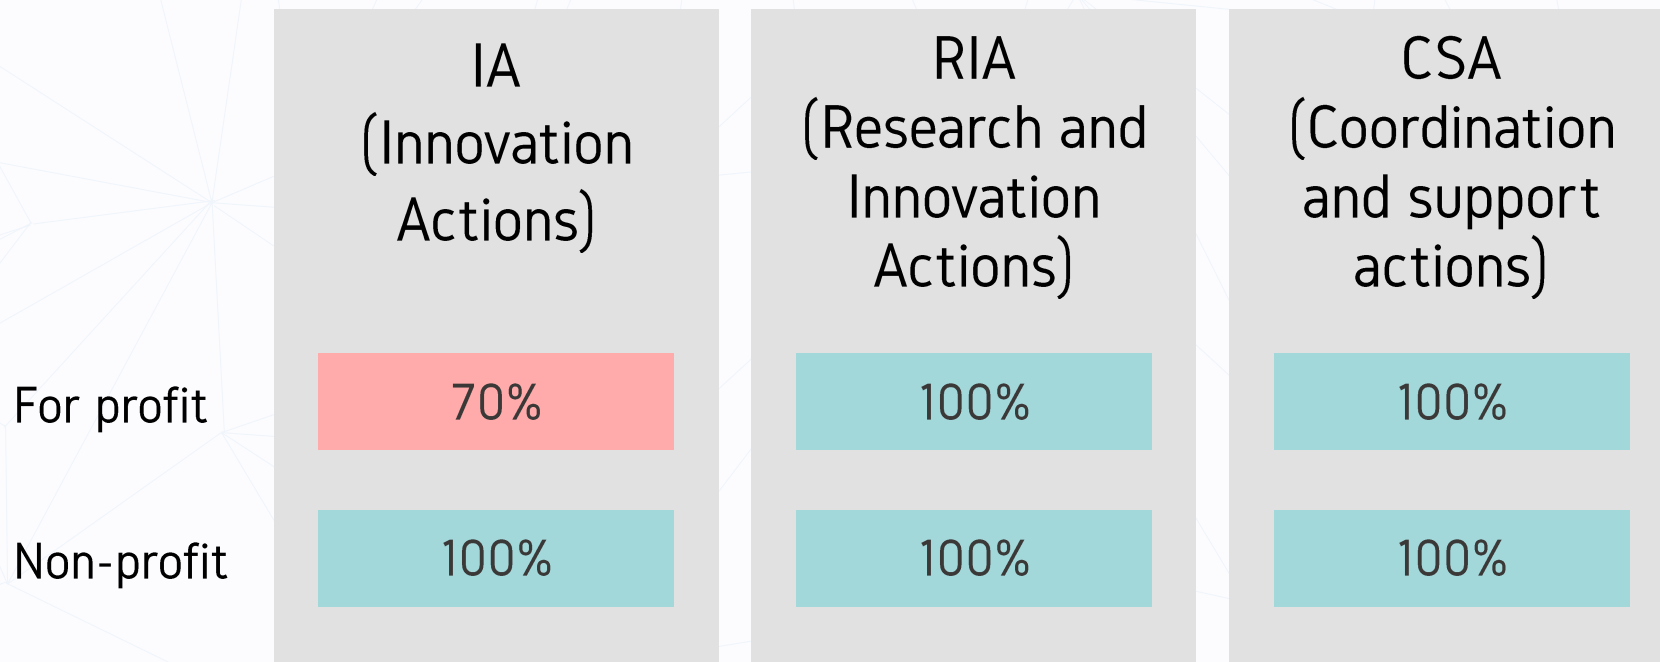 IA
(Innovation
Actions)
RIA
(Research and
Innovation
Actions)
CSA
(Coordination
and support
actions)
For profit
70%
100%
100%
Non-profit
100%
100%
100%